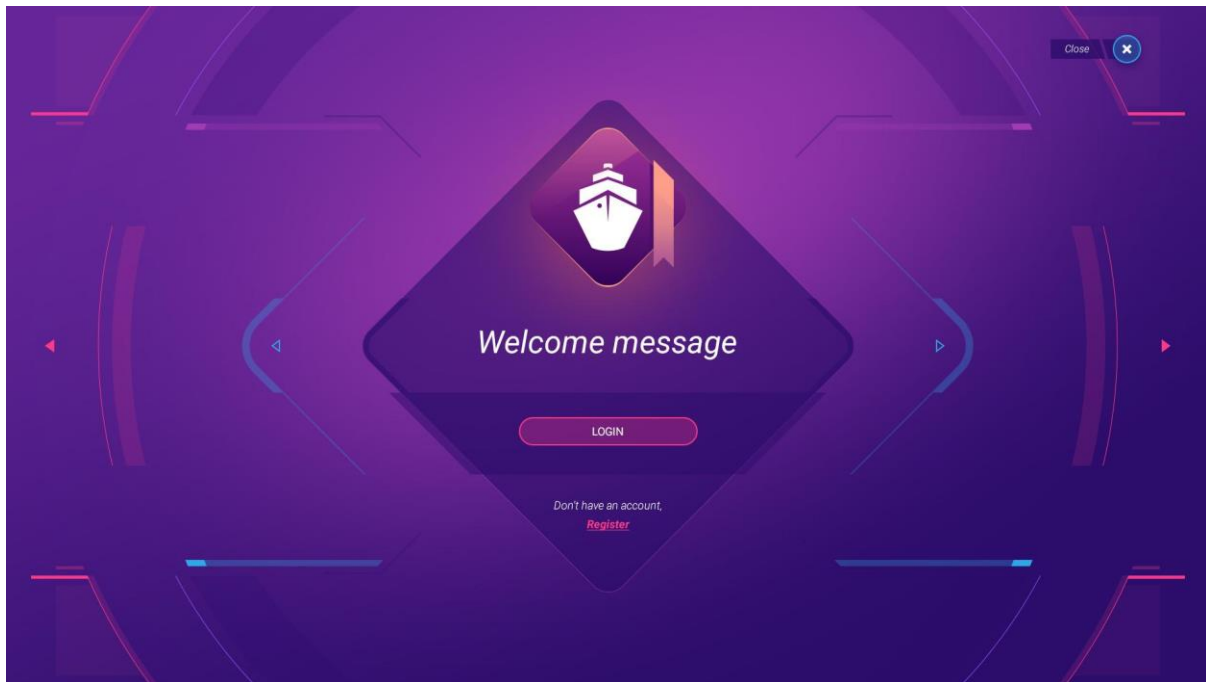 Close
Welcome message
LOGIN
Don't have an account,
Register